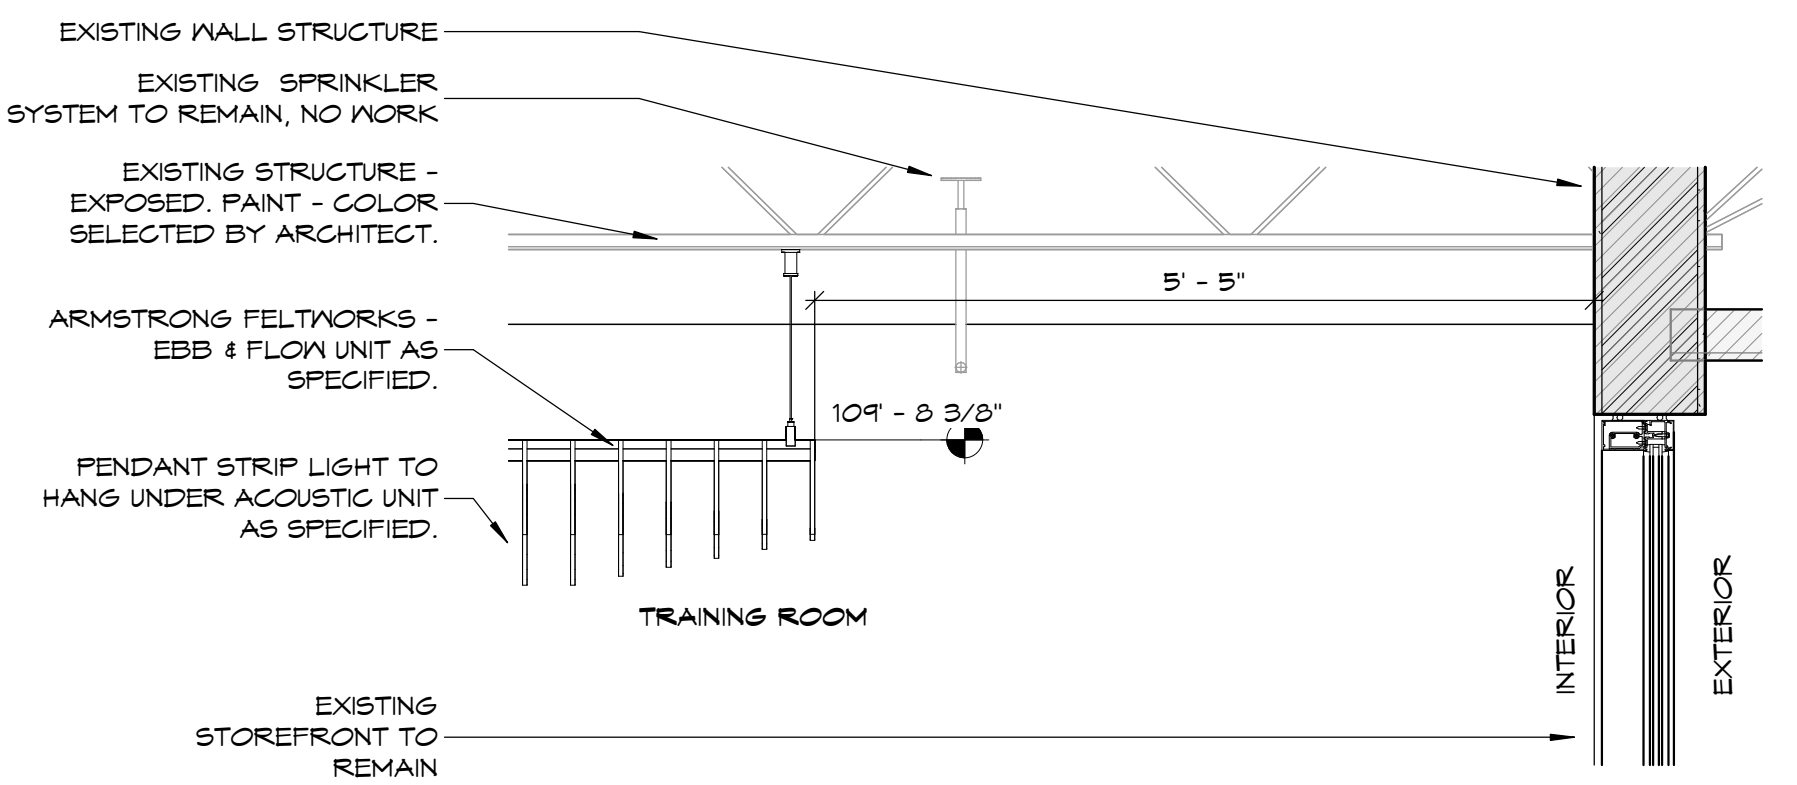 EXISTING WALL STRUCTURE
EXISTING SPRINKLER
SYSTEM TO REMAIN, NO WORK
EXISTING STRUCTURE -
EXPOSED. PAINT - COLOR
SELECTED BY ARCHITECT.
5' - 5"
ARMSTRONG FELTWORKS -
EBB & FLOW UNIT AS
SPECIFIED.
109' - 8 3/8"
PENDANT STRIP LIGHT TO
HANG UNDER ACOUSTIC UNIT
AS SPECIFIED.
TRAINING ROOM
INTERIOR
EXTERIOR
EXISTING
STOREFRONT TO
REMAIN